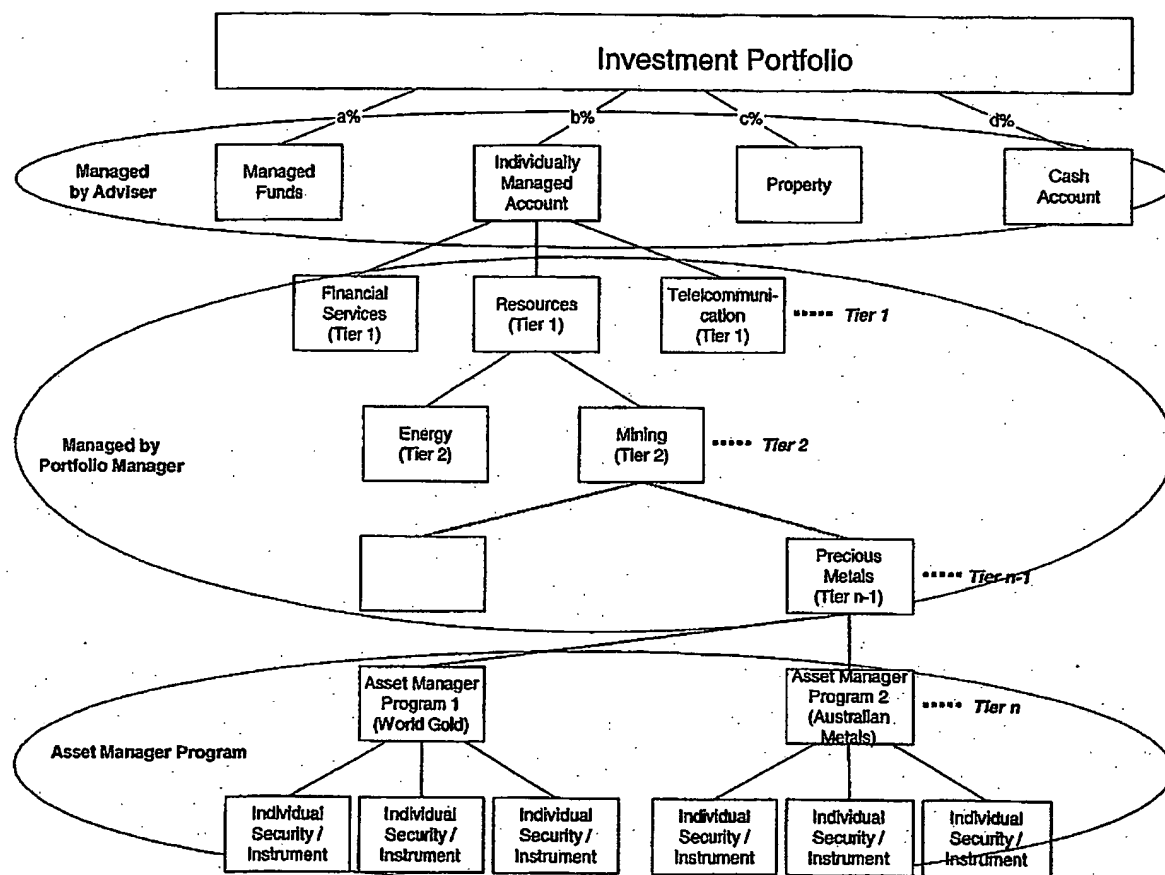 Investment Portfolio
a%
b%
c%
d%
Managed
by Adviser
Managed
Funds
Individually
Managed
Account
Property
Cash
Account
Financial
Services
(Tier 1)
Resources
(Tier 1)
Telelcommuni-
cation
(Tier 1)
Tier 1
Managed by
Portfolio Manager
Energy
(Tier 2)
Mining
(Tier 2)
Tier 2
Precious
Metals
(Tier n-1)
Tier n-1
Asset Manager Program
Asset Manager
Program 1
(World Gold)
Asset Manager
Program 2
(Australian
Metals)
Tier n
Individual
Security /
Instrument
Individual
Security /
Instrument
Individual
Security /
Instrument
Individual
Security /
Instrument
Individual
Security /
Instrument
Individual
Security /
Instrument